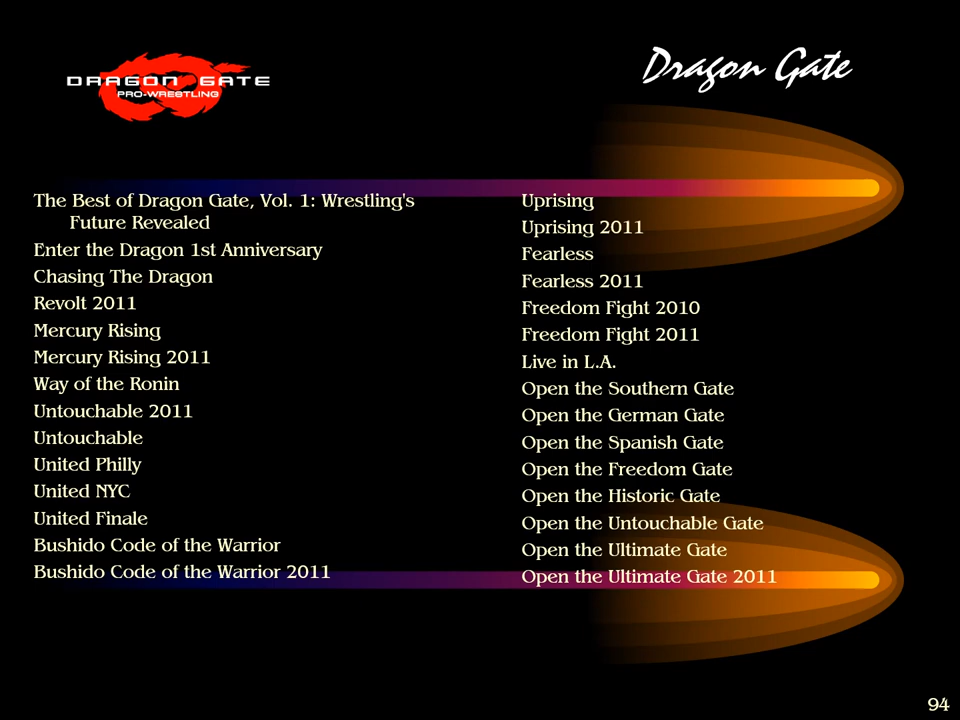 DRAGON GATE
PRO-WRESTLING
Dragon Gate
The Best of Dragon Gate, Vol. 1: Wrestling's
Future Revealed
Enter the Dragon 1st Anniversary
Chasing The Dragon
Revolt 2011
Mercury Rising
Mercury Rising 2011
Way of the Ronin
Untouchable 2011
Untouchable
United Philly
United NYC
United Finale
Bushido Code of the Warrior
Bushido Code of the Warrior 2011
Uprising
Uprising 2011
Fearless
Fearless 2011
Freedom Fight 2010
Freedom Fight 2011
Live in L.A.
Open the Southern Gate
Open the German Gate
Open the Spanish Gate
Open the Freedom Gate
Open the Historic Gate
Open the Untouchable Gate
Open the Ultimate Gate
Open the Ultimate Gate 2011
94